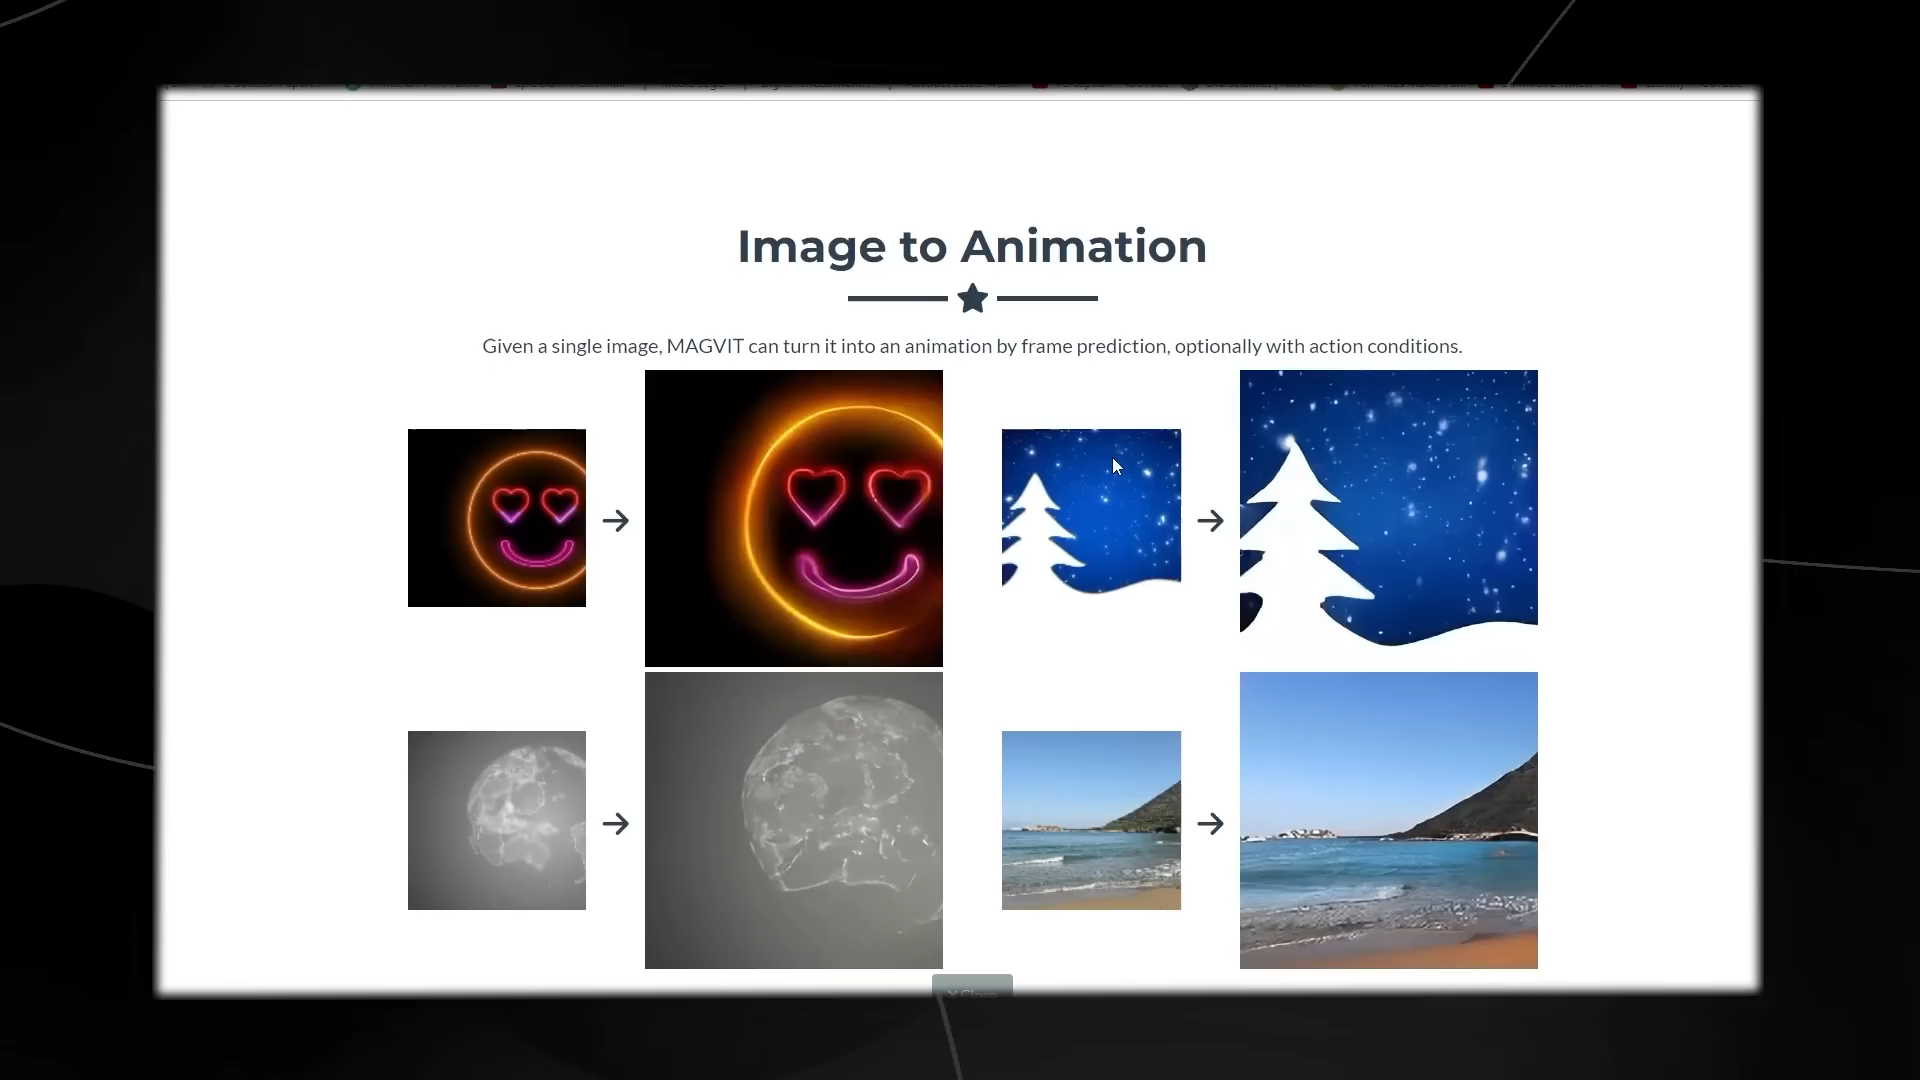 Image to Animation
Given a single image, MAGVIT can turn it into an animation by frame prediction, optionally with action conditions.
Close